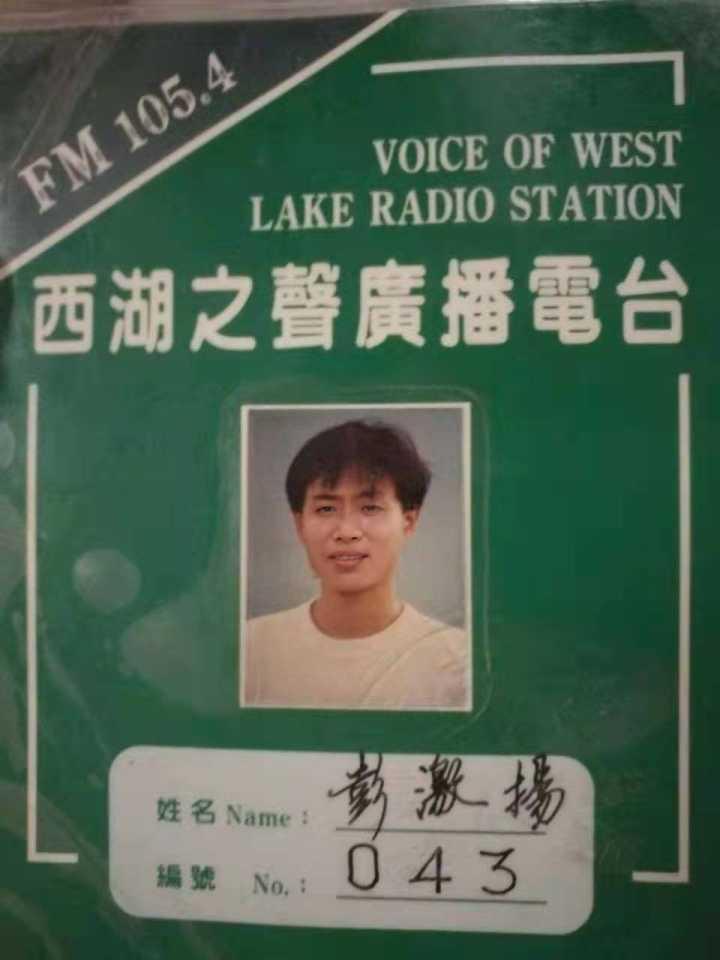 FM 105.4
VOICE OF WEST
LAKE RADIO STATION
西湖之聲廣播電台
姓名 Name： 彭激揚
編號 No.： 043